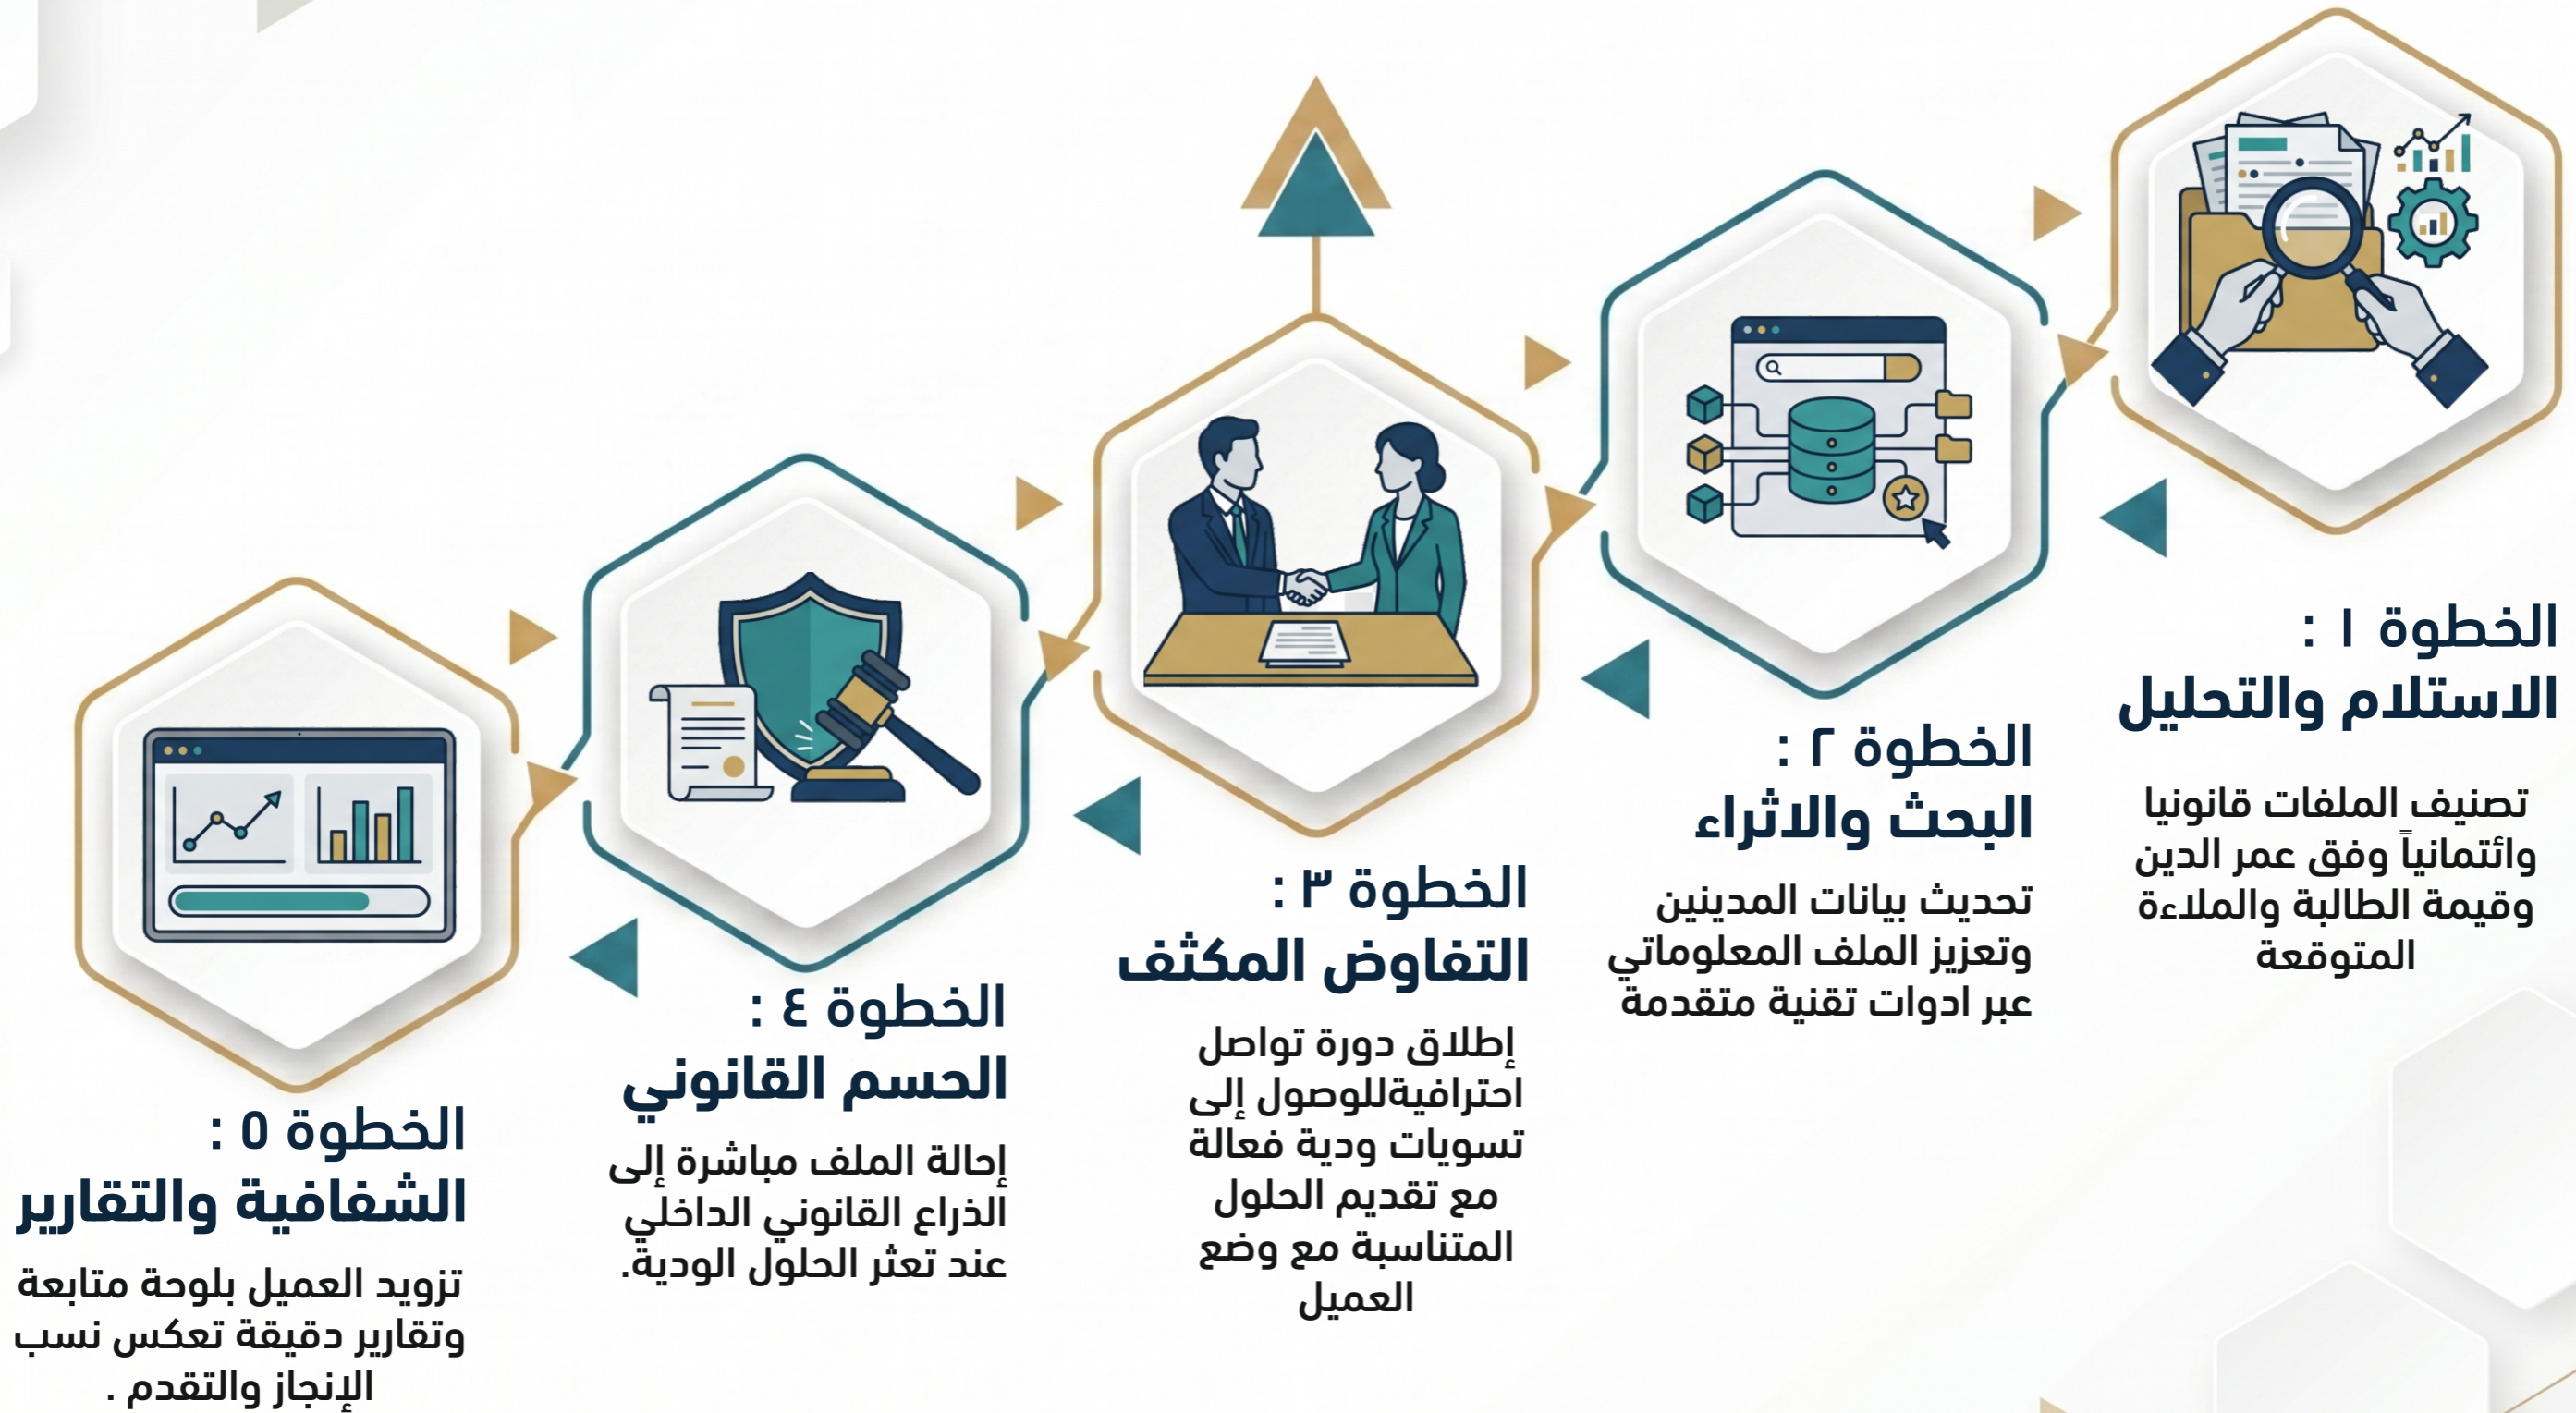 الخطوة ١ :
الاستلام والتحليل
تصنيف الملفات قانونيا
وائتمانياً وفق عمر الدين
وقيمة الطالبة والملاءة
المتوقعة
الخطوة ٢ :
البحث والاثراء
تحديث بيانات المدينين
وتعزيز الملف المعلوماتي
عبر ادوات تقنية متقدمة
الخطوة ٣ :
التفاوض المكثف
إطلاق دورة تواصل
احترافيةللوصول إلى
تسويات ودية فعالة
مع تقديم الحلول
المتناسبة مع وضع
العميل
الخطوة ٤ :
الحسم القانوني
إحالة الملف مباشرة إلى
الذراع القانوني الداخلي
عند تعثر الحلول الودية.
الخطوة ٥ :
الشفافية والتقارير
تزويد العميل بلوحة متابعة
وتقارير دقيقة تعكس نسب
الإنجاز والتقدم .